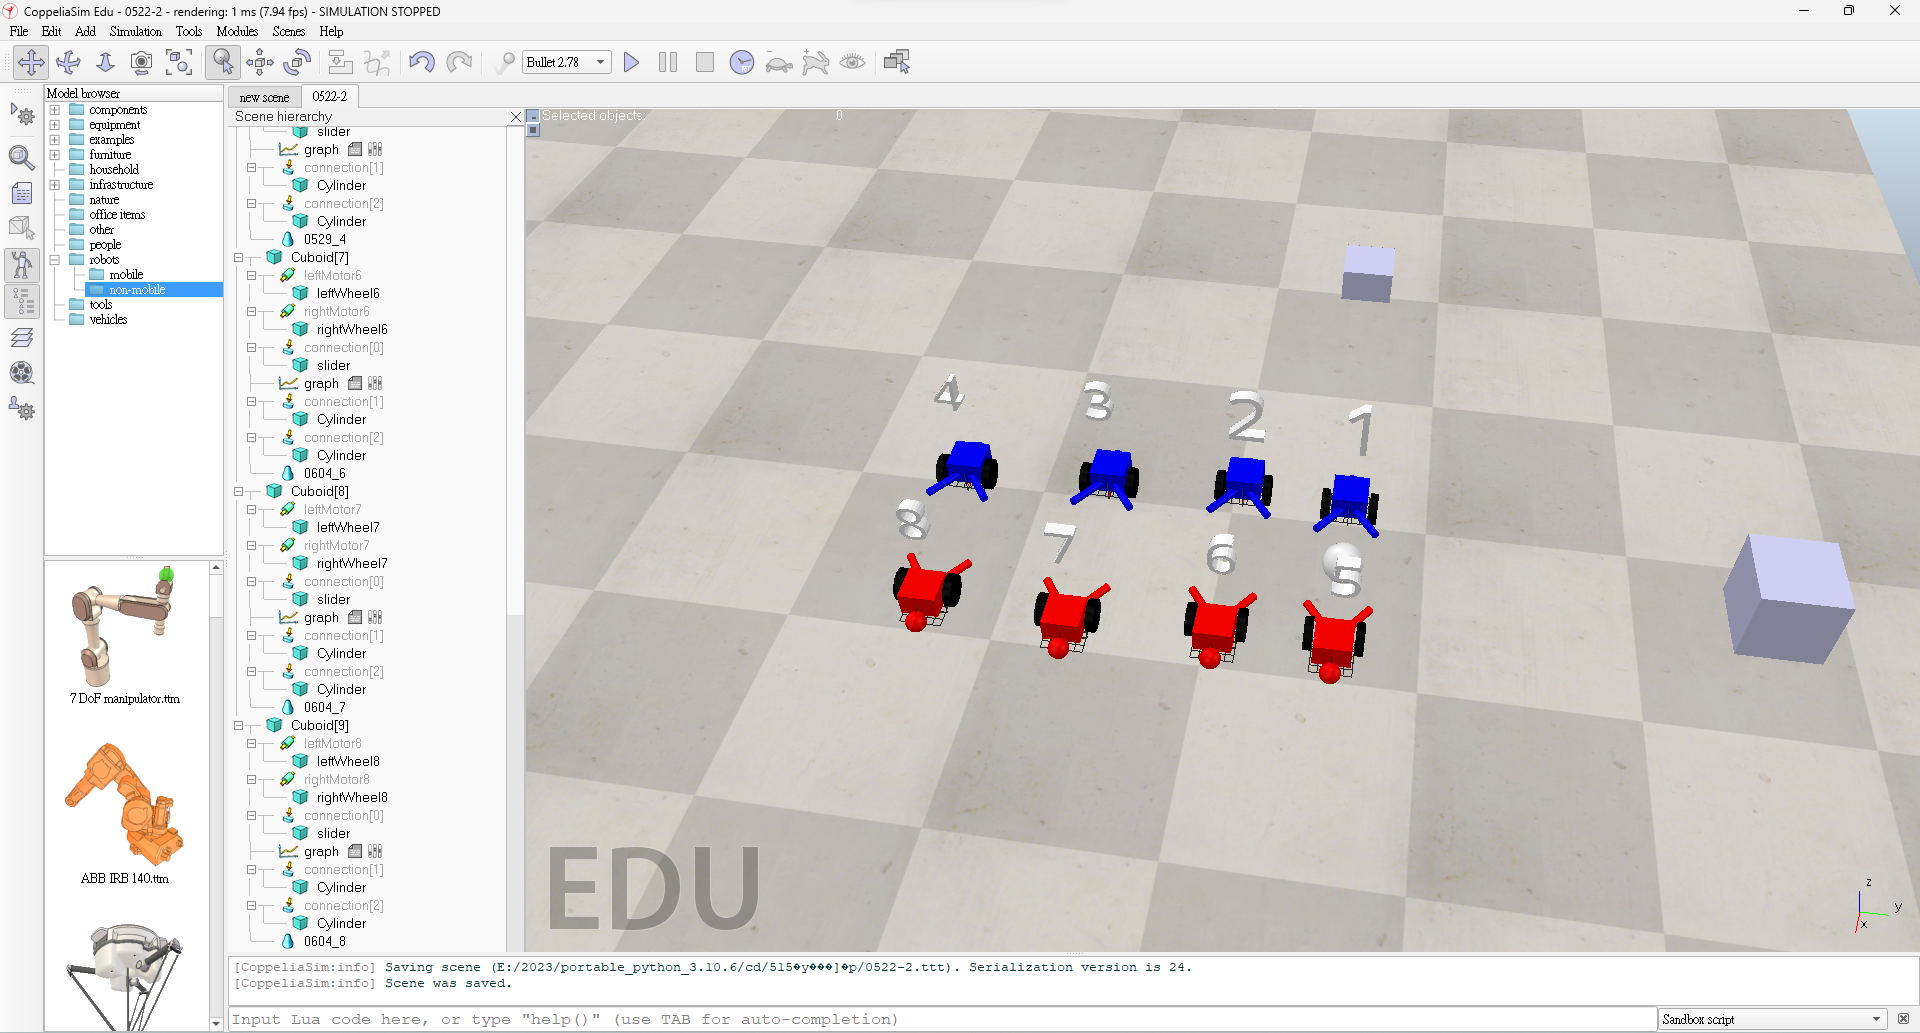 CoppeliaSim Edu - 0522-2 - rendering: 1 ms (7.94 fps) - SIMULATION STOPPED
File Edit Add Simulation Tools Modules Scenes Help
Bullet 2.78
Model browser
components
equipment
examples
furniture
household
infrastructure
nature
office items
other
people
robots
mobile
non-mobile
tools
vehicles
7 DoF manipulator.ttm
ABB IRB 140.ttm
new scene 0522-2
Scene hierarchy
slider
graph
connection[1]
Cylinder
connection[2]
Cylinder
0529_4
Cuboid[7]
leftMotor6
leftWheel6
rightMotor6
rightWheel6
connection[0]
slider
graph
connection[1]
Cylinder
connection[2]
Cylinder
0604_6
Cuboid[8]
leftMotor7
leftWheel7
rightMotor7
rightWheel7
connection[0]
slider
graph
connection[1]
Cylinder
connection[2]
Cylinder
0604_7
Cuboid[9]
leftMotor8
leftWheel8
rightMotor8
rightWheel8
connection[0]
slider
graph
connection[1]
Cylinder
connection[2]
Cylinder
0604_8
Selected objects: 0
4 3 2 1
8 7 6 5
EDU
z
y
x
[CoppeliaSim:info] Saving scene (E:/2023/portable_python_3.10.6/cd/515�y���]�p/0522-2.ttt). Serialization version is 24.
[CoppeliaSim:info] Scene was saved.
Input Lua code here, or type "help()" (use TAB for auto-completion)
Sandbox script